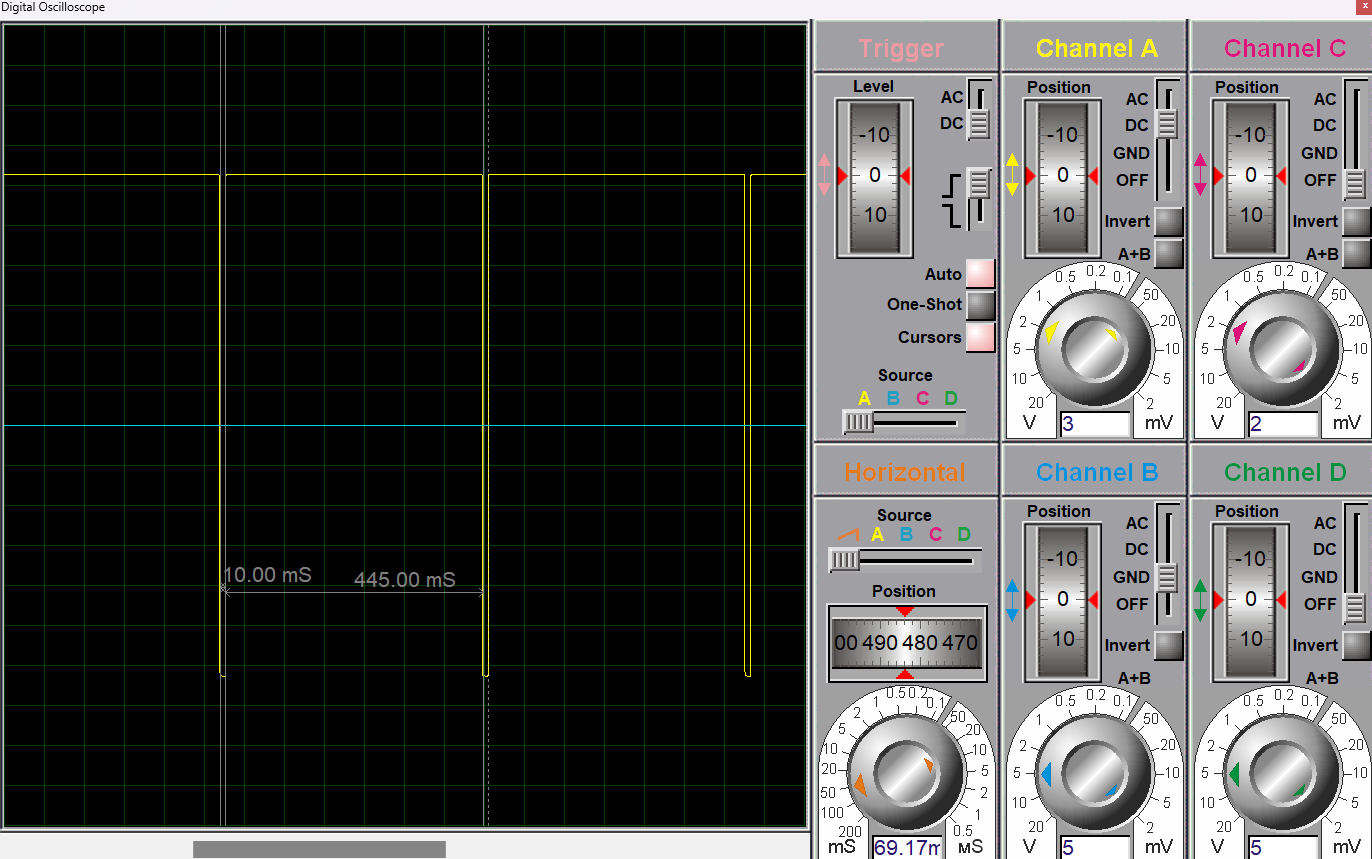 Digital Oscilloscope
x
10.00 mS
445.00 mS
Trigger
Level
AC
DC
-10
0
10
Auto
One-Shot
Cursors
Source
A B C D
Channel A
Position
AC
DC
GND
OFF
-10
0
10
Invert
A+B
20 10 5 2 1 0.5 0.2 0.1 50 20 10 5 2
V
3
mV
Channel C
Position
AC
DC
GND
OFF
-10
0
10
Invert
A+B
20 10 5 2 1 0.5 0.2 0.1 50 20 10 5 2
V
2
mV
Horizontal
Source
A B C D
Position
00 490 480 470
200 100 50 20 10 5 2 1 0.5 0.2 0.1 50 20 10 5 2 1 0.5
mS
69.17m
мS
Channel B
Position
AC
DC
GND
OFF
-10
0
10
Invert
A+B
20 10 5 2 1 0.5 0.2 0.1 50 20 10 5 2
V
5
mV
Channel D
Position
AC
DC
GND
OFF
-10
0
10
Invert
A+B
20 10 5 2 1 0.5 0.2 0.1 50 20 10 5 2
V
5
mV